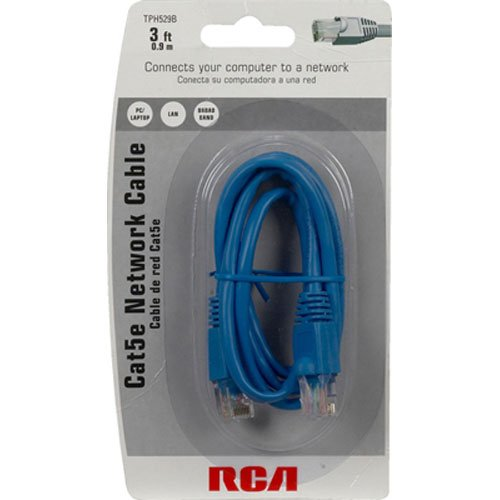 TPH529B
3 ft
0.9 m
Connects your computer to a network
Conecta su computadora a una red
PC/
LAPTOP
LAN
BROAD
BAND
Cat5e Network Cable
Cable de red Cat5e
RCA